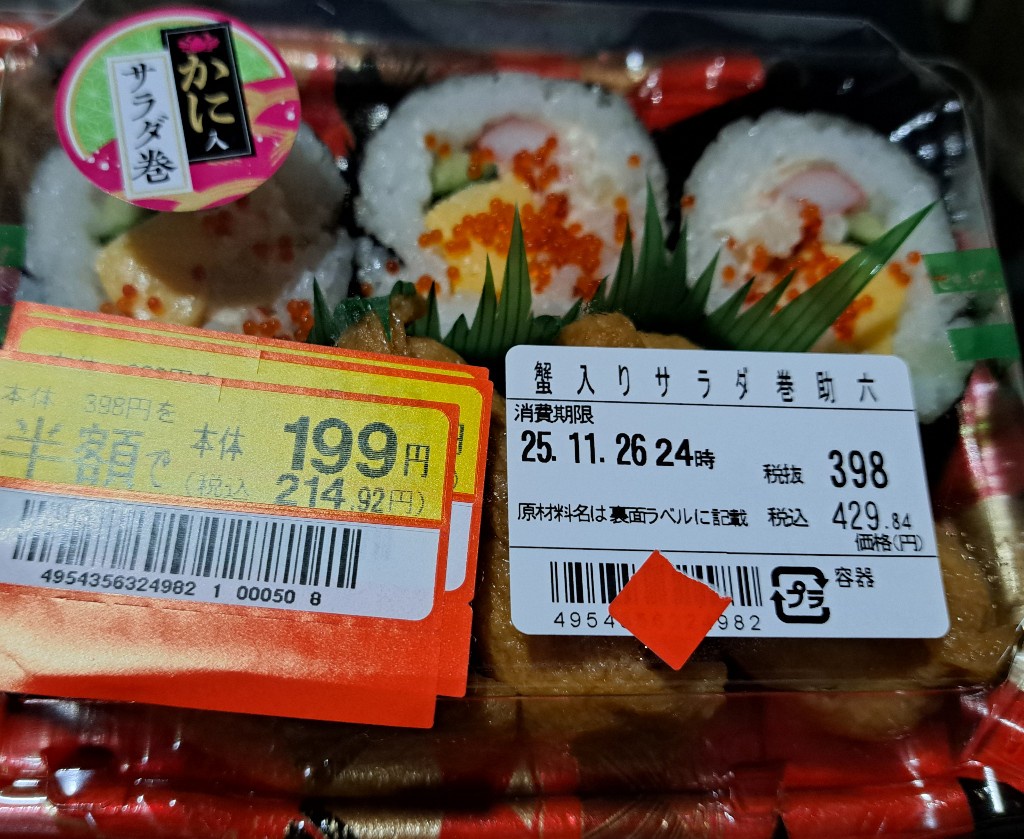 かに入
サラダ巻
本体 398円を
半額で 本体 199円
(税込 214.92円)
4954356324982 1 00050 8
蟹入りサラダ巻助六
消費期限
25.11.26 24時 税抜 398
原材料名は裏面ラベルに記載 税込 429.84
価格(円)
プラ 容器
4954 982